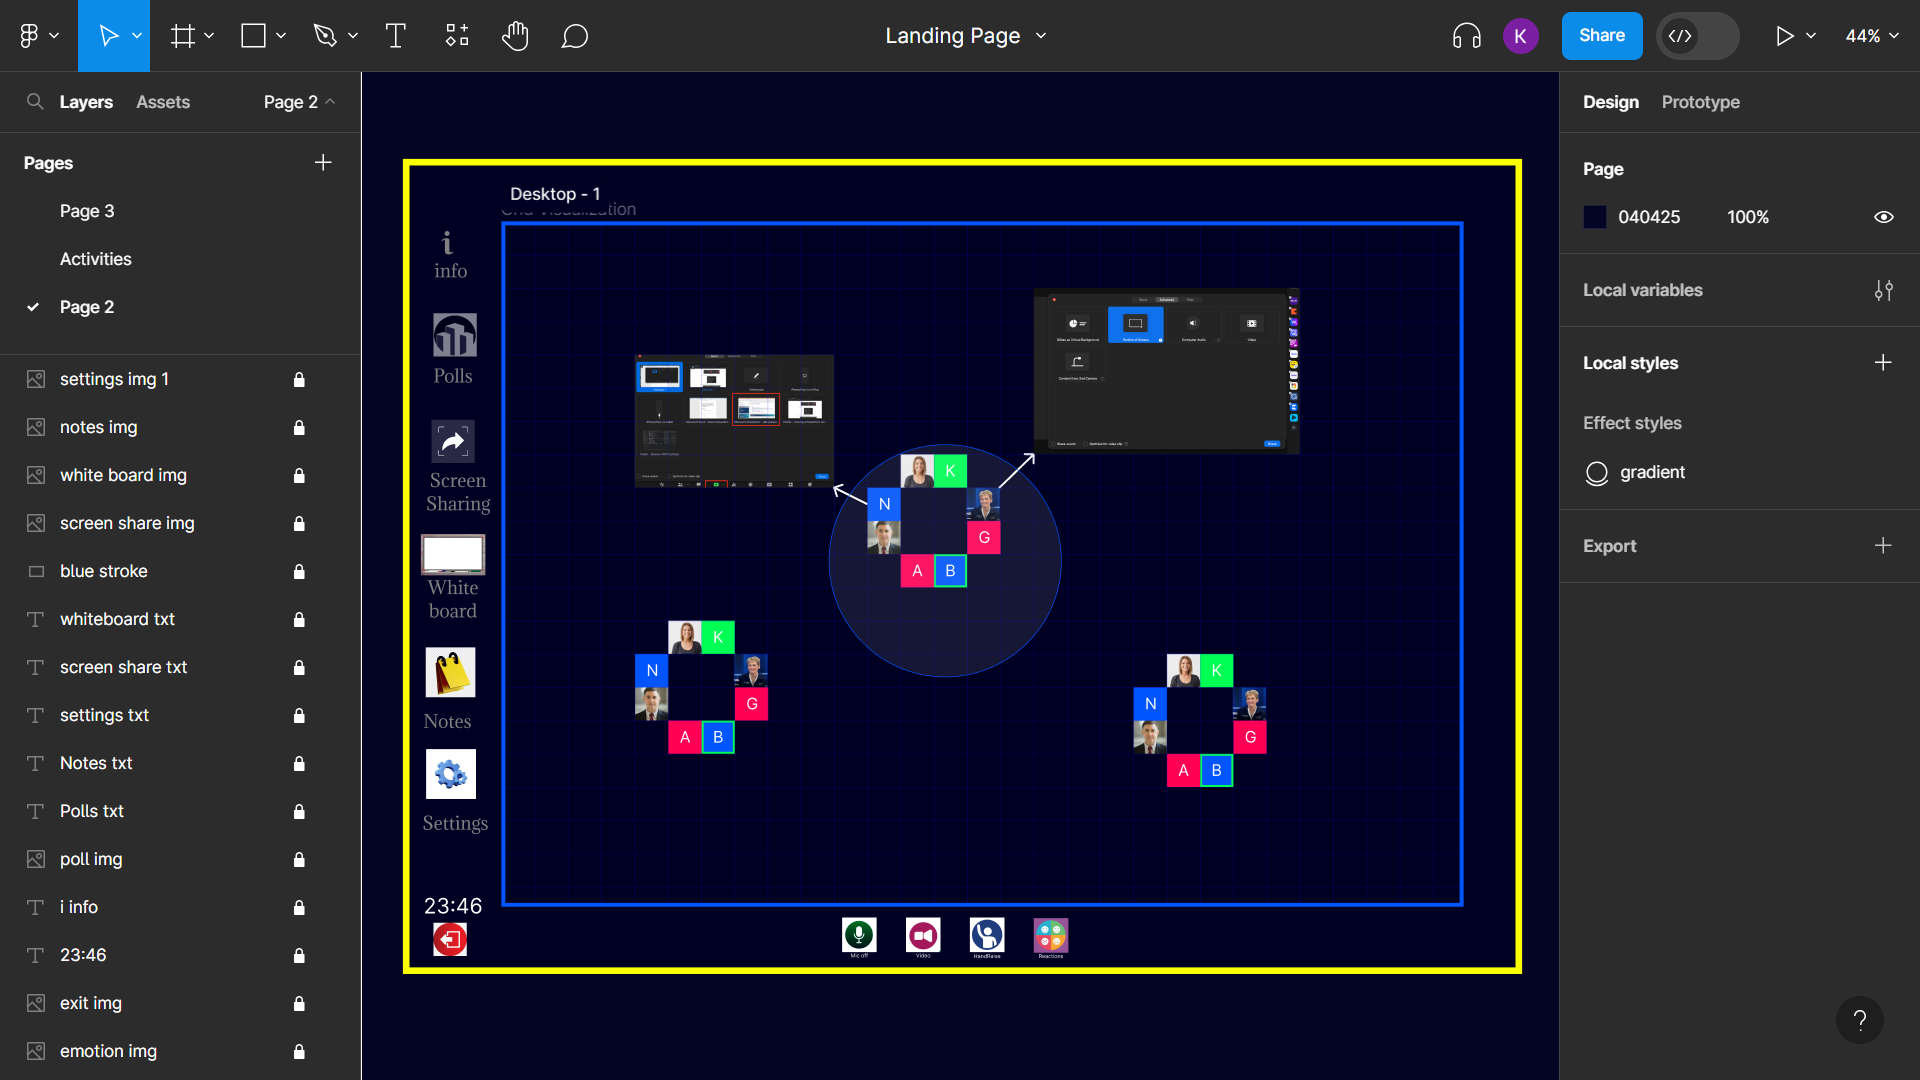 Landing Page
K
Share
44%
Layers
Assets
Page 2
Pages
Page 3
Activities
Page 2
settings img 1
notes img
white board img
screen share img
blue stroke
whiteboard txt
screen share txt
settings txt
Notes txt
Polls txt
poll img
i info
23:46
exit img
emotion img
Desktop - 1
i
info
Polls
Screen
Sharing
White
board
Notes
Settings
23:46
K
N
G
A B
K
N
G
A B
K
N
G
A B
Mic off
Video
HandRaise
Reactions
Design
Prototype
Page
040425
100%
Local variables
Local styles
Effect styles
gradient
Export
?